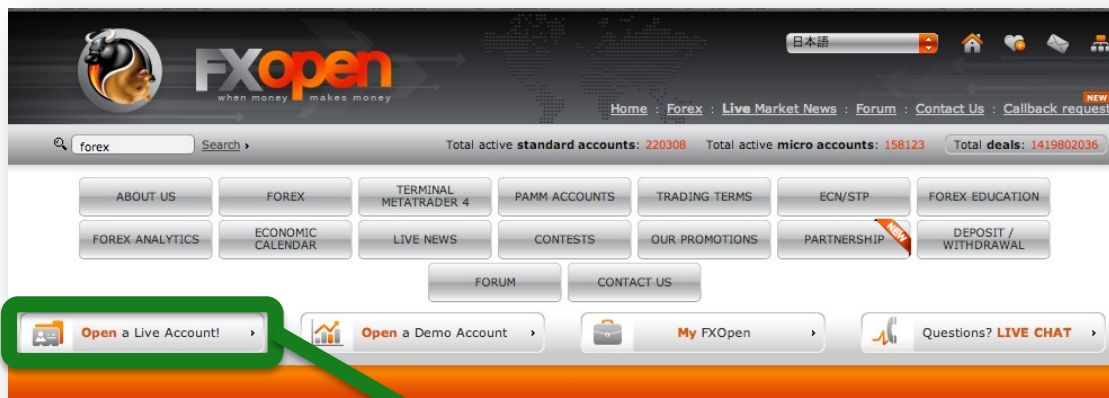 FXopen
when money makes money
日本語
Home : Forex : Live Market News : Forum : Contact Us : Callback request
NEW
forex
Search ›
Total active standard accounts: 220308
Total active micro accounts: 158123
Total deals: 1419802036
ABOUT US
FOREX
TERMINAL
METATRADER 4
PAMM ACCOUNTS
TRADING TERMS
ECN/STP
FOREX EDUCATION
FOREX ANALYTICS
ECONOMIC
CALENDAR
LIVE NEWS
CONTESTS
OUR PROMOTIONS
PARTNERSHIP
NEW
DEPOSIT /
WITHDRAWAL
FORUM
CONTACT US
Open a Live Account! ›
Open a Demo Account ›
My FXOpen ›
Questions? LIVE CHAT ›